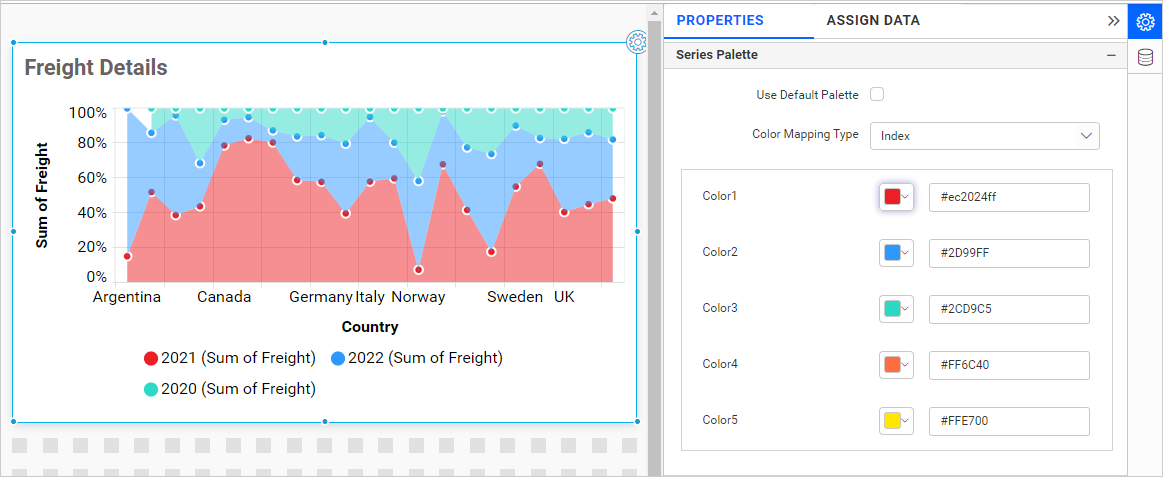 Freight Details
Sum of Freight
100%
80%
60%
40%
20%
0%
Argentina Canada Germany Italy Norway Sweden UK
Country
2021 (Sum of Freight) 2022 (Sum of Freight)
2020 (Sum of Freight)
PROPERTIES ASSIGN DATA
Series Palette
Use Default Palette
Color Mapping Type Index
Color1 #ec2024ff
Color2 #2D99FF
Color3 #2CD9C5
Color4 #FF6C40
Color5 #FFE700